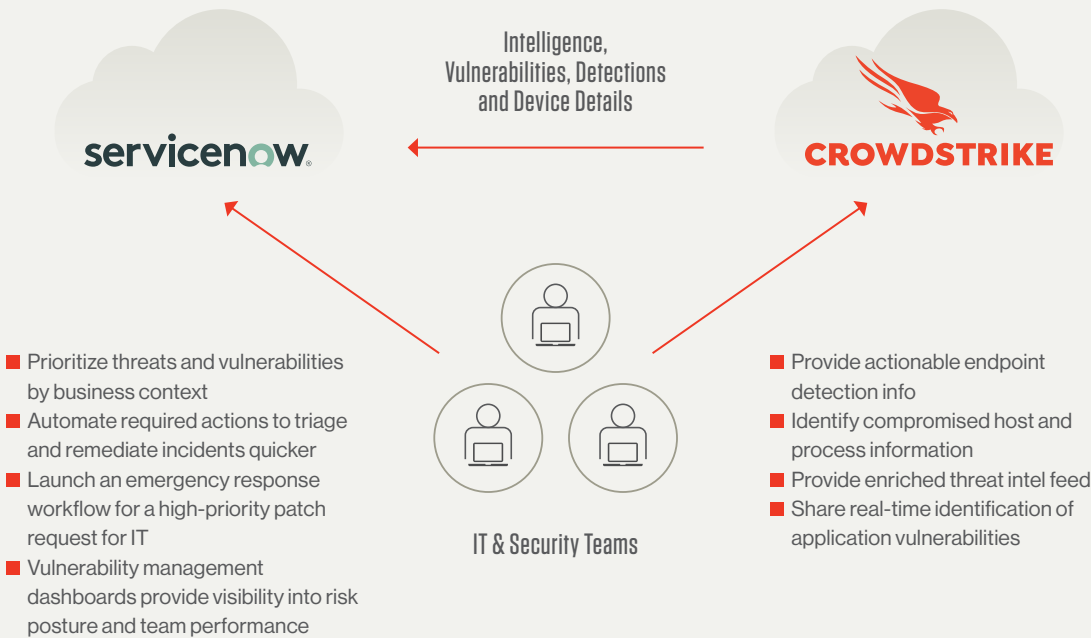 Intelligence,
Vulnerabilities, Detections
and Device Details
servicenow®
CROWDSTRIKE
Prioritize threats and vulnerabilities
by business context
Automate required actions to triage
and remediate incidents quicker
Launch an emergency response
workflow for a high-priority patch
request for IT
Vulnerability management
dashboards provide visibility into risk
posture and team performance
IT & Security Teams
Provide actionable endpoint
detection info
Identify compromised host and
process information
Provide enriched threat intel feed
Share real-time identification of
application vulnerabilities